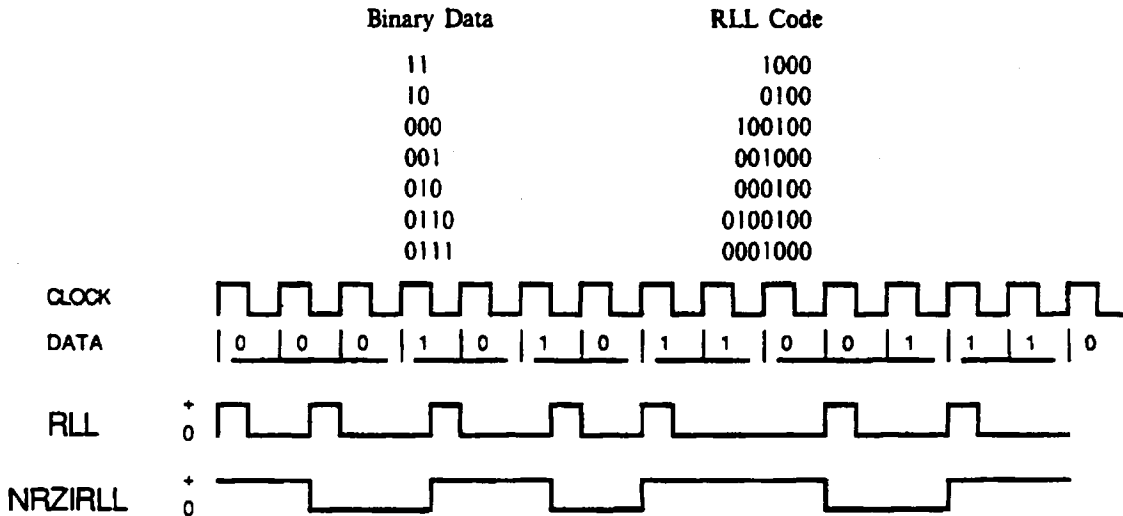 Binary Data RLL Code
11 1000
10 0100
000 100100
001 001000
010 000100
0110 0100100
0111 0001000
CLOCK
DATA 0 0 0 1 0 1 0 1 1 0 0 1 1 1 0
+
RLL 0
+
NRZIRLL 0